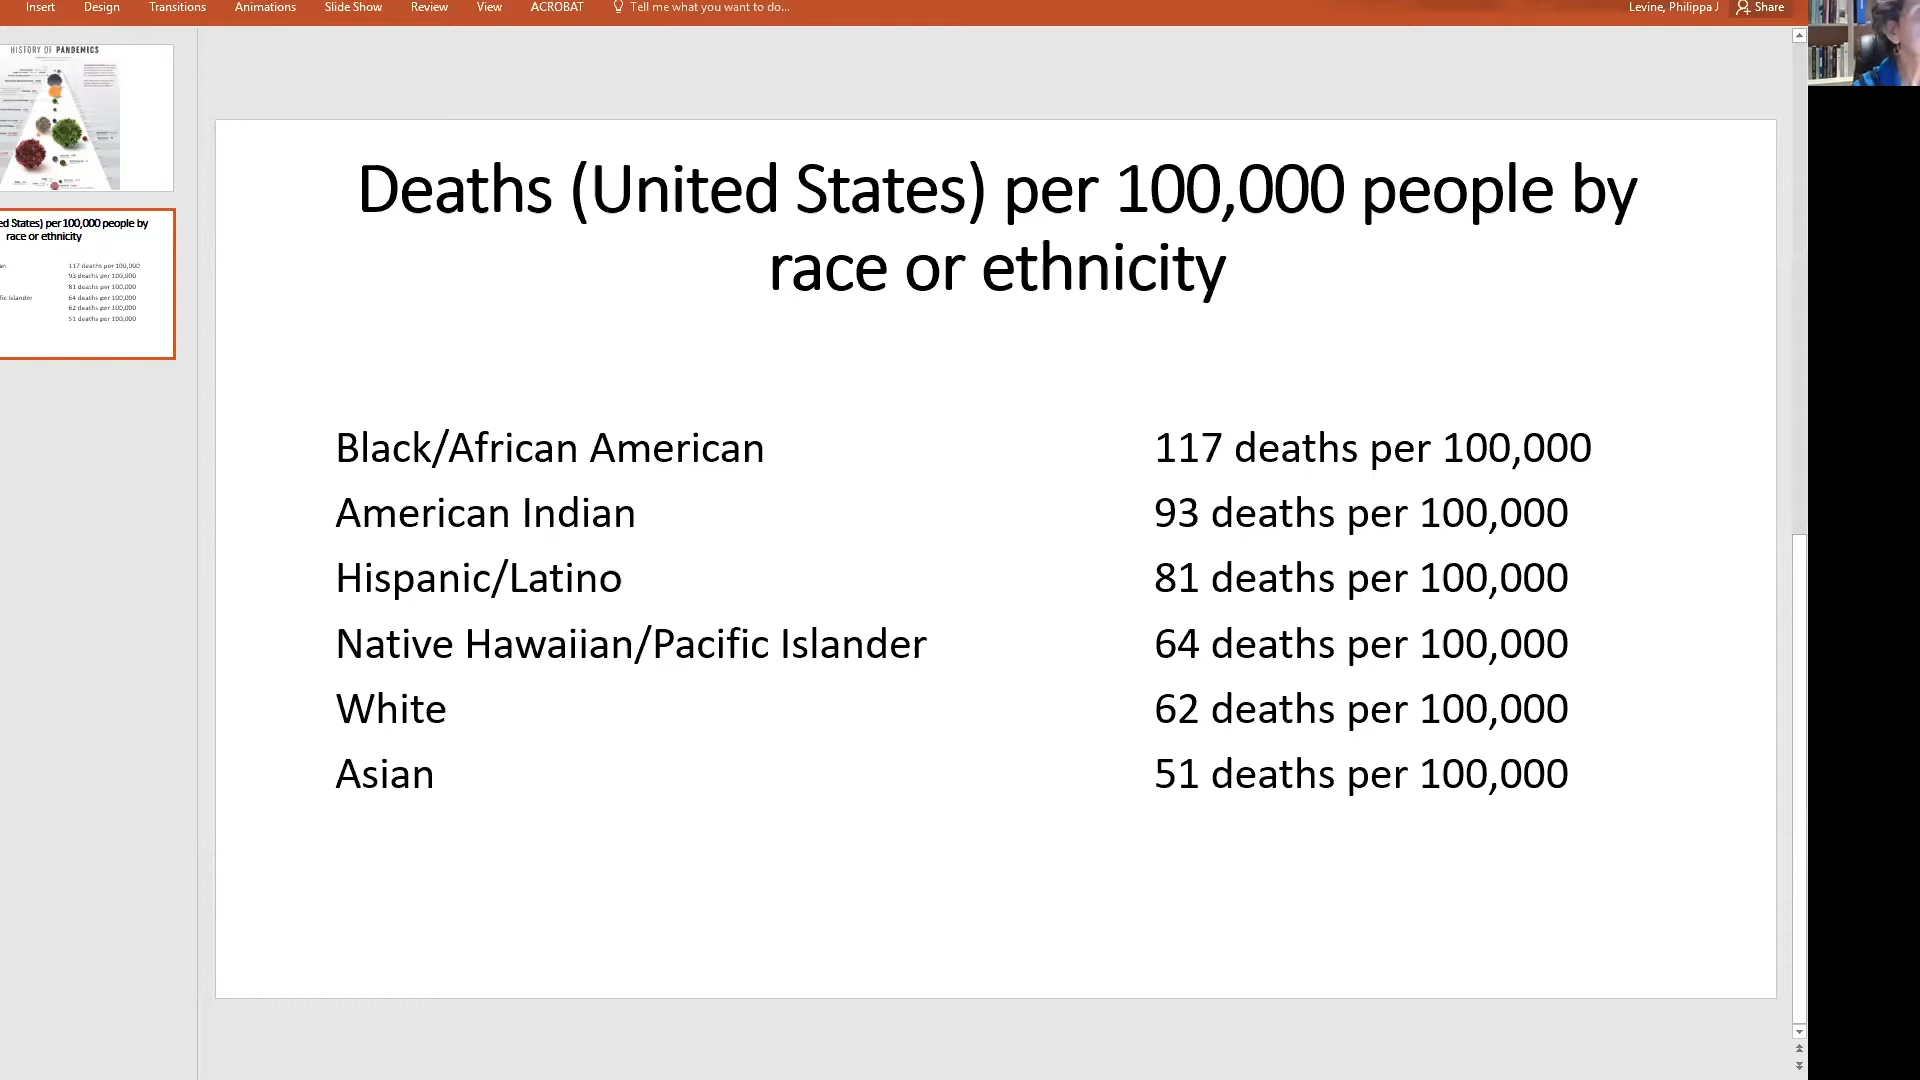 Insert Design Transitions Animations Slide Show Review View ACROBAT Tell me what you want to do... Levine, Philippa J Share
HISTORY OF PANDEMICS
ed States) per 100,000 people by
race or ethnicity
117 deaths per 100,000
93 deaths per 100,000
81 deaths per 100,000
fic Islander 64 deaths per 100,000
62 deaths per 100,000
51 deaths per 100,000
Deaths (United States) per 100,000 people by
race or ethnicity
Black/African American 117 deaths per 100,000
American Indian 93 deaths per 100,000
Hispanic/Latino 81 deaths per 100,000
Native Hawaiian/Pacific Islander 64 deaths per 100,000
White 62 deaths per 100,000
Asian 51 deaths per 100,000